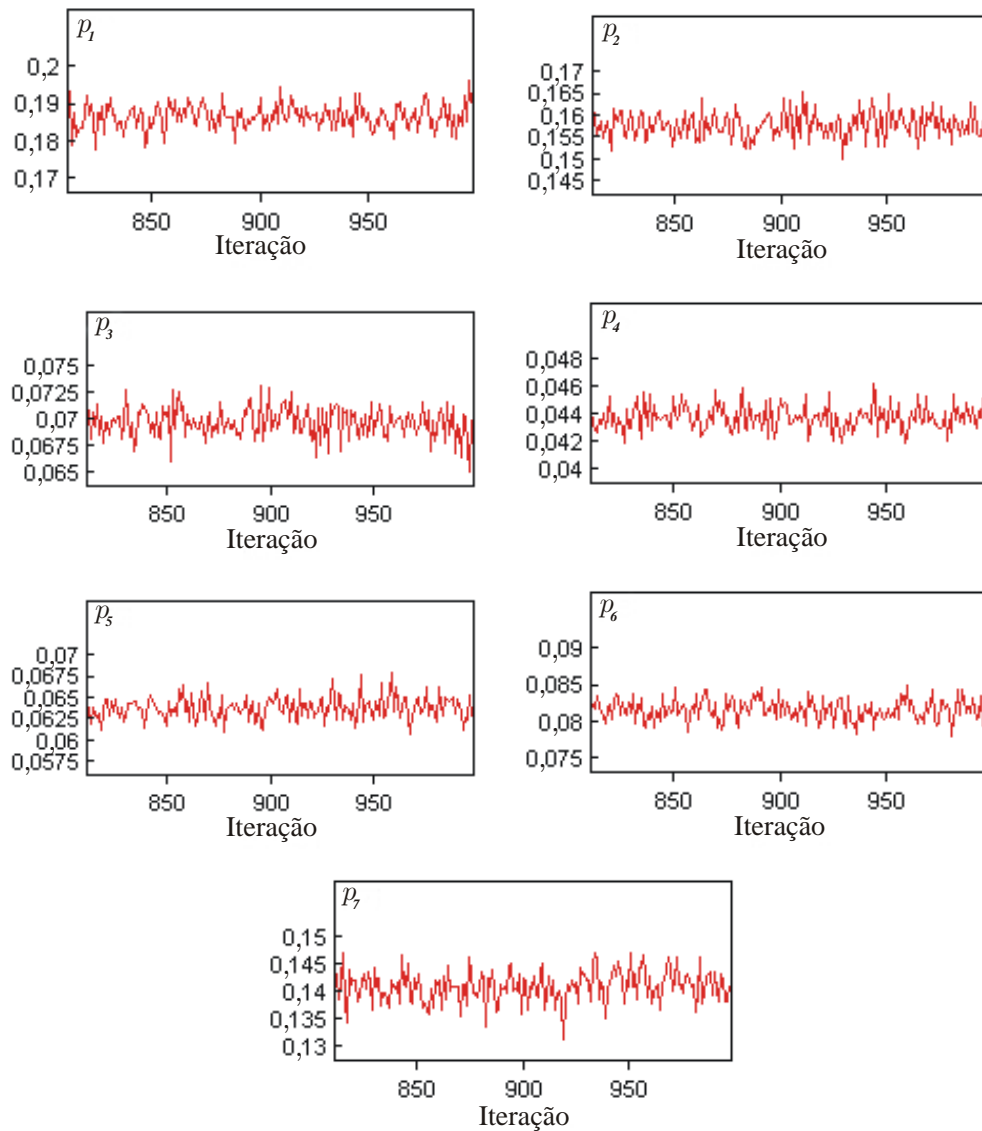 p1
0,2
0,19
0,18
0,17
850 900 950
Iteração
p2
0,17
0,165
0,16
0,155
0,15
0,145
850 900 950
Iteração
p3
0,075
0,0725
0,07
0,0675
0,065
850 900 950
Iteração
p4
0,048
0,046
0,044
0,042
0,04
850 900 950
Iteração
p5
0,07
0,0675
0,065
0,0625
0,06
0,0575
850 900 950
Iteração
p6
0,09
0,085
0,08
0,075
850 900 950
Iteração
p7
0,15
0,145
0,14
0,135
0,13
850 900 950
Iteração